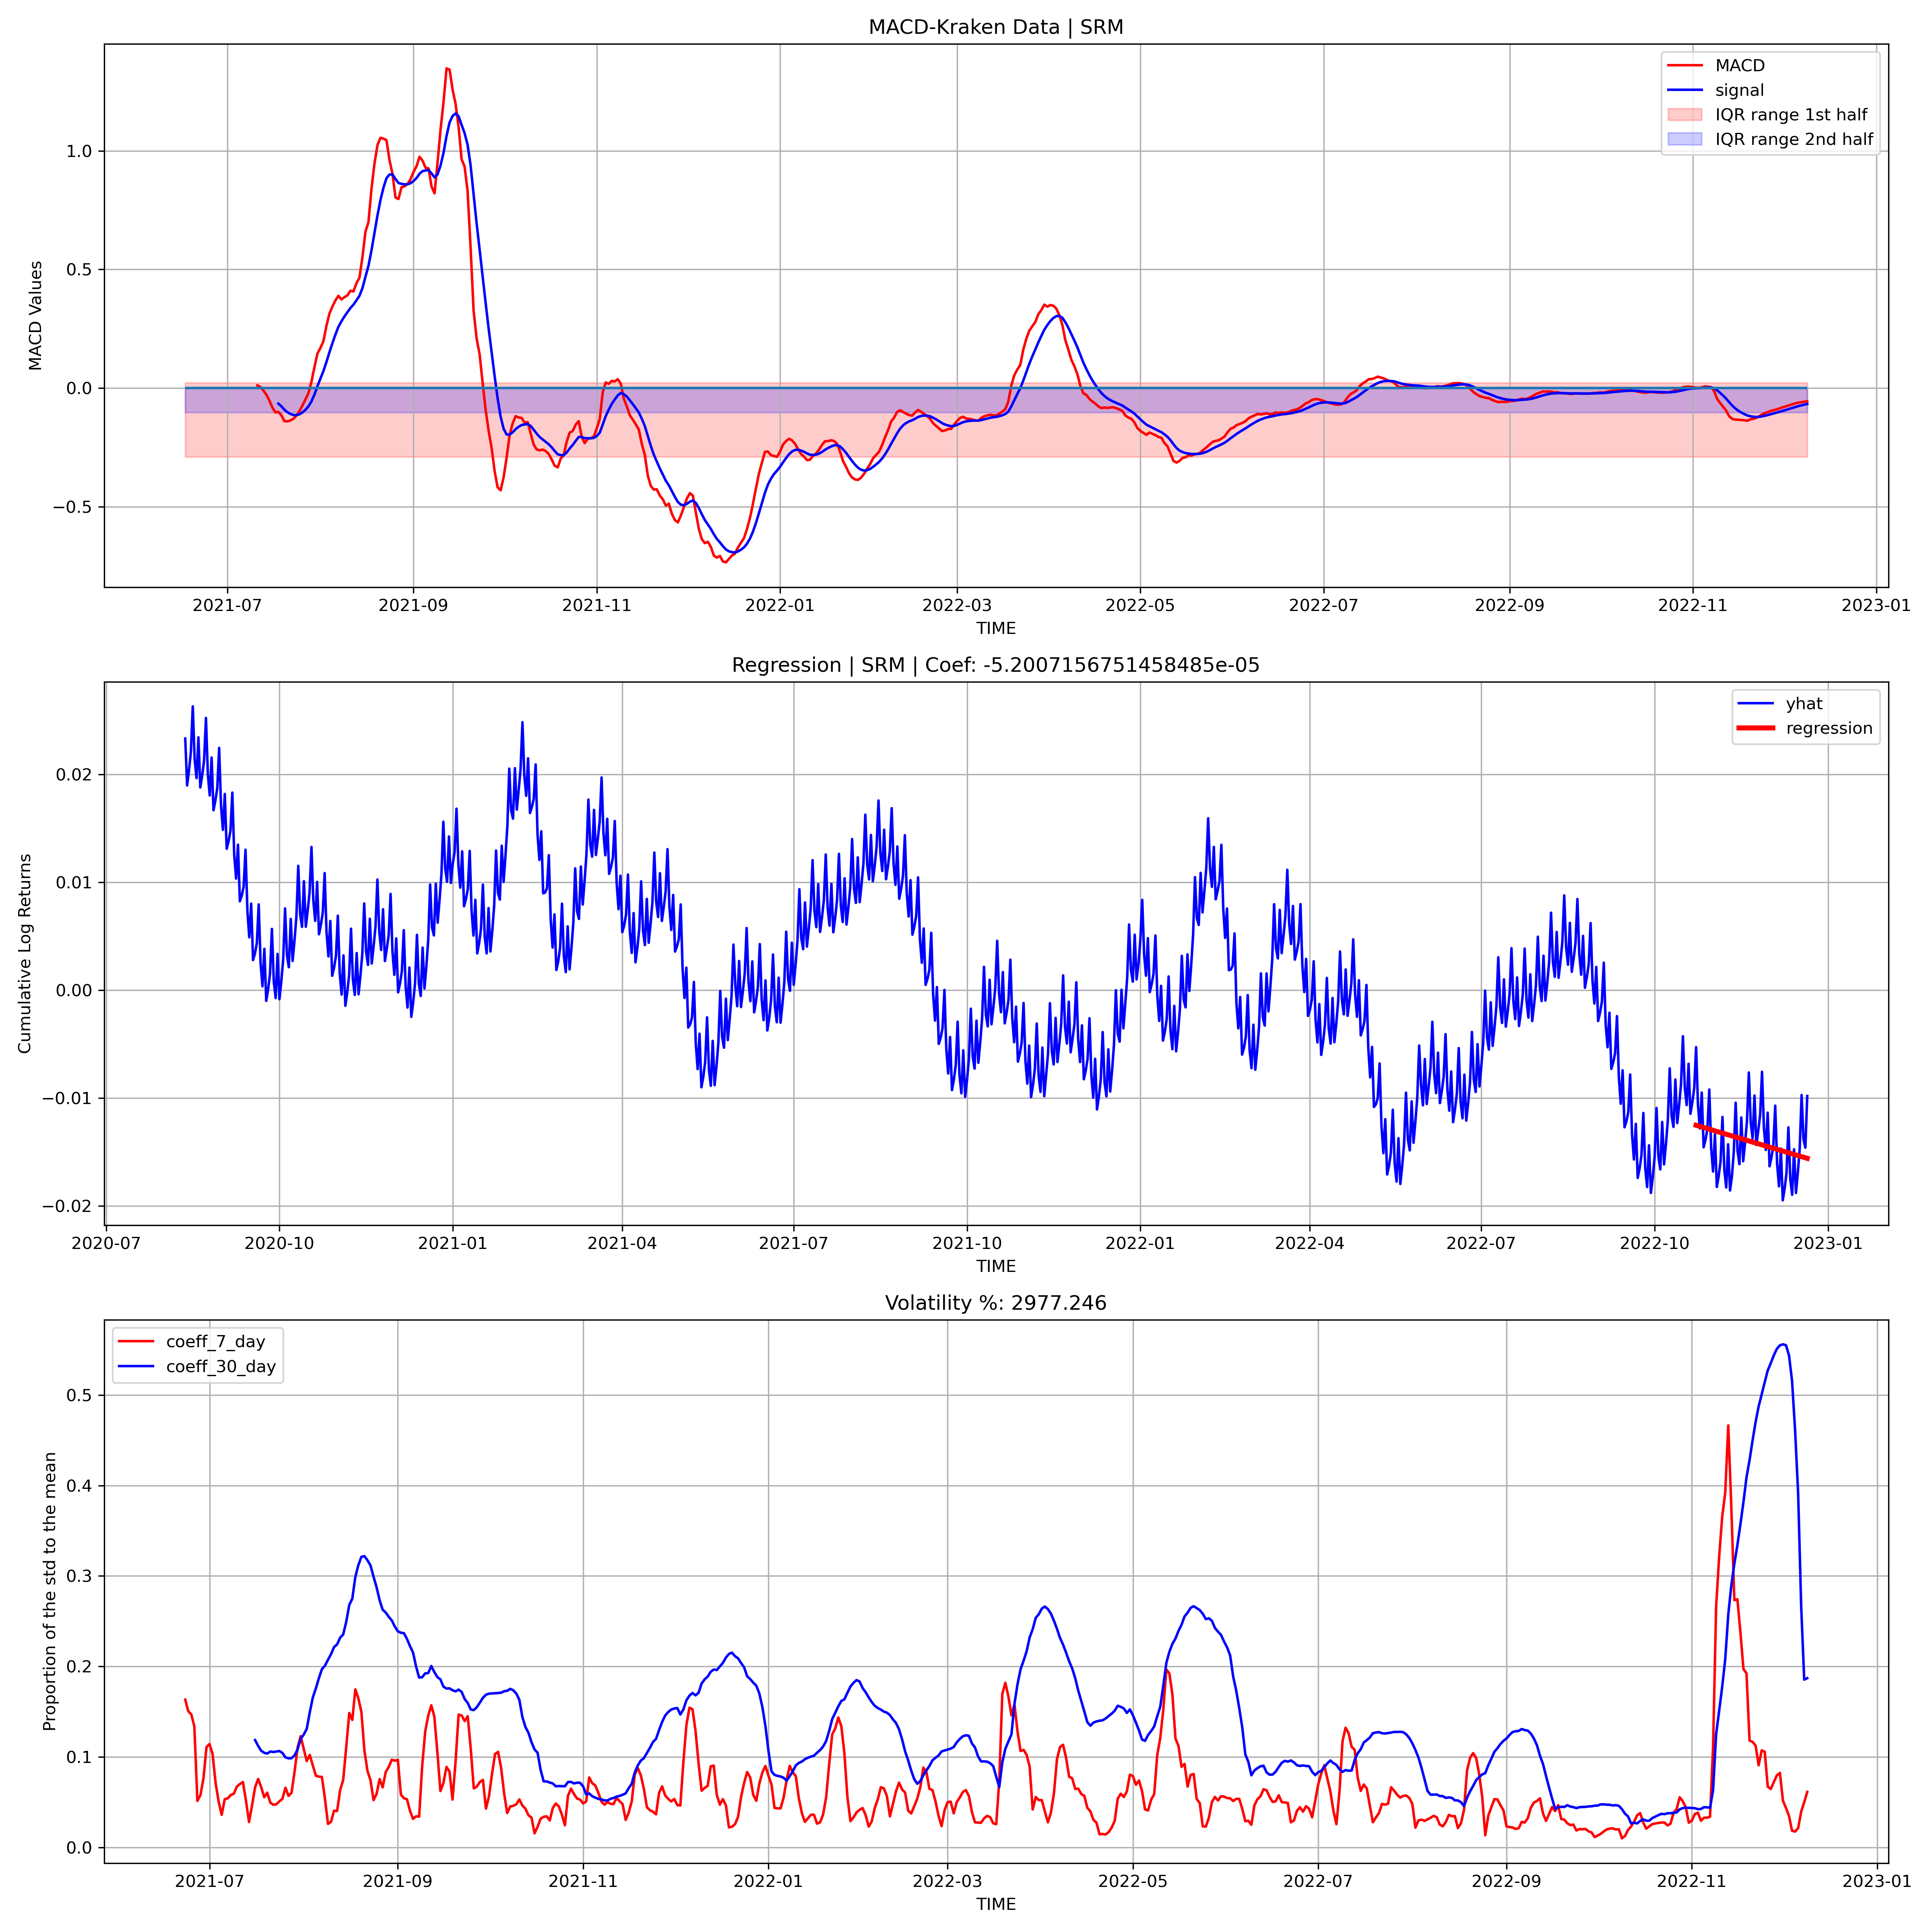 MACD-Kraken Data | SRM
MACD
signal
IQR range 1st half
IQR range 2nd half
MACD Values
1.0
0.5
0.0
−0.5
2021-07 2021-09 2021-11 2022-01 2022-03 2022-05 2022-07 2022-09 2022-11 2023-01
TIME
Regression | SRM | Coef: -5.2007156751458485e-05
yhat
regression
Cumulative Log Returns
0.02
0.01
0.00
−0.01
−0.02
2020-07 2020-10 2021-01 2021-04 2021-07 2021-10 2022-01 2022-04 2022-07 2022-10 2023-01
TIME
Volatility %: 2977.246
coeff_7_day
coeff_30_day
Proportion of the std to the mean
0.5
0.4
0.3
0.2
0.1
0.0
2021-07 2021-09 2021-11 2022-01 2022-03 2022-05 2022-07 2022-09 2022-11 2023-01
TIME